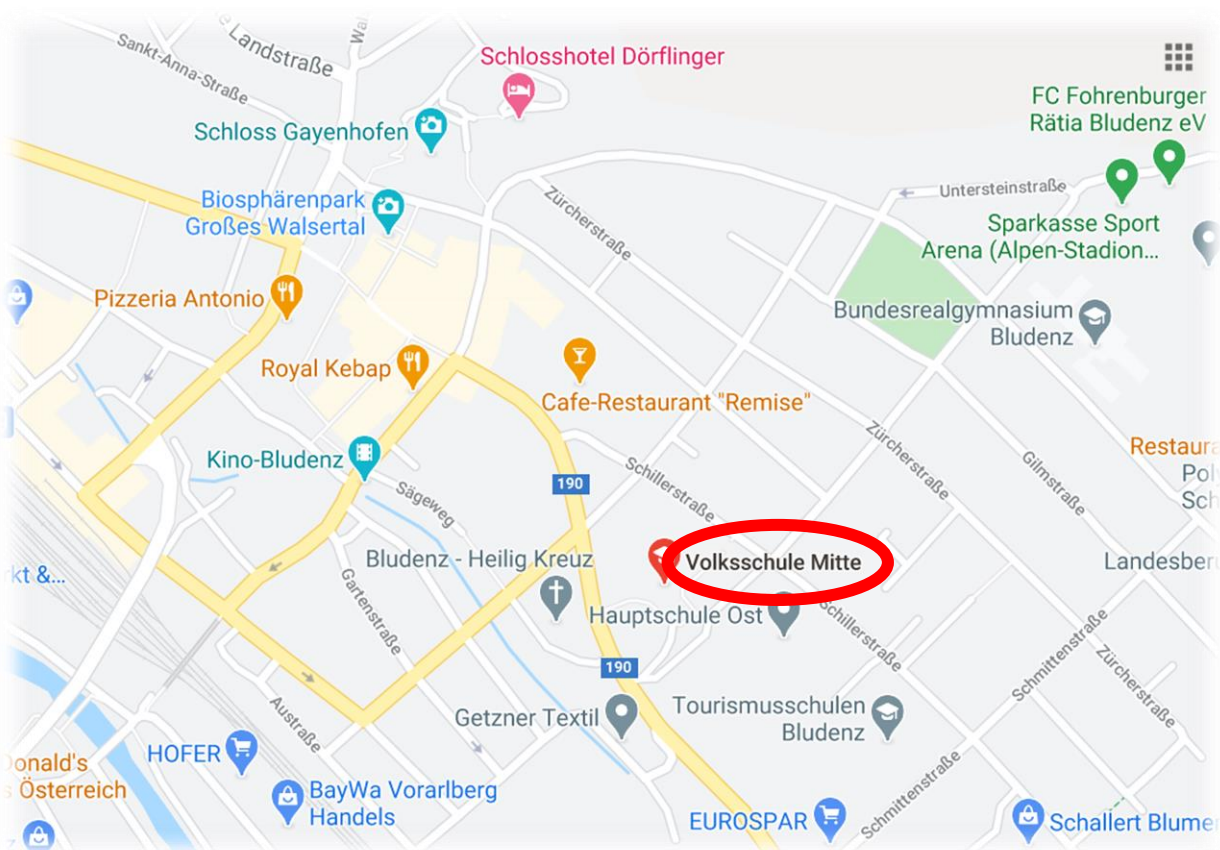 Sankt-Anna-Straße
Landstraße
Schlosshotel Dörflinger
FC Fohrenburger
Rätia Bludenz eV
Schloss Gayenhofen
Biosphärenpark
Großes Walsertal
Zürcherstraße
Untersteinstraße
Sparkasse Sport
Arena (Alpen-Stadion...
Pizzeria Antonio
Bundesrealgymnasium
Bludenz
Royal Kebap
Cafe-Restaurant "Remise"
Kino-Bludenz
Sägeweg
190
Schillerstraße
Zürcherstraße
Gilmstraße
Bludenz - Heilig Kreuz
Volksschule Mitte
Gartenstraße
Hauptschule Ost
Schillerstraße
Schmittenstraße
Zürcherstraße
190
Getzner Textil
Tourismusschulen
Bludenz
Austraße
HOFER
Österreich
BayWa Vorarlberg
Handels
EUROSPAR
Schmittenstraße
Schallert Blume